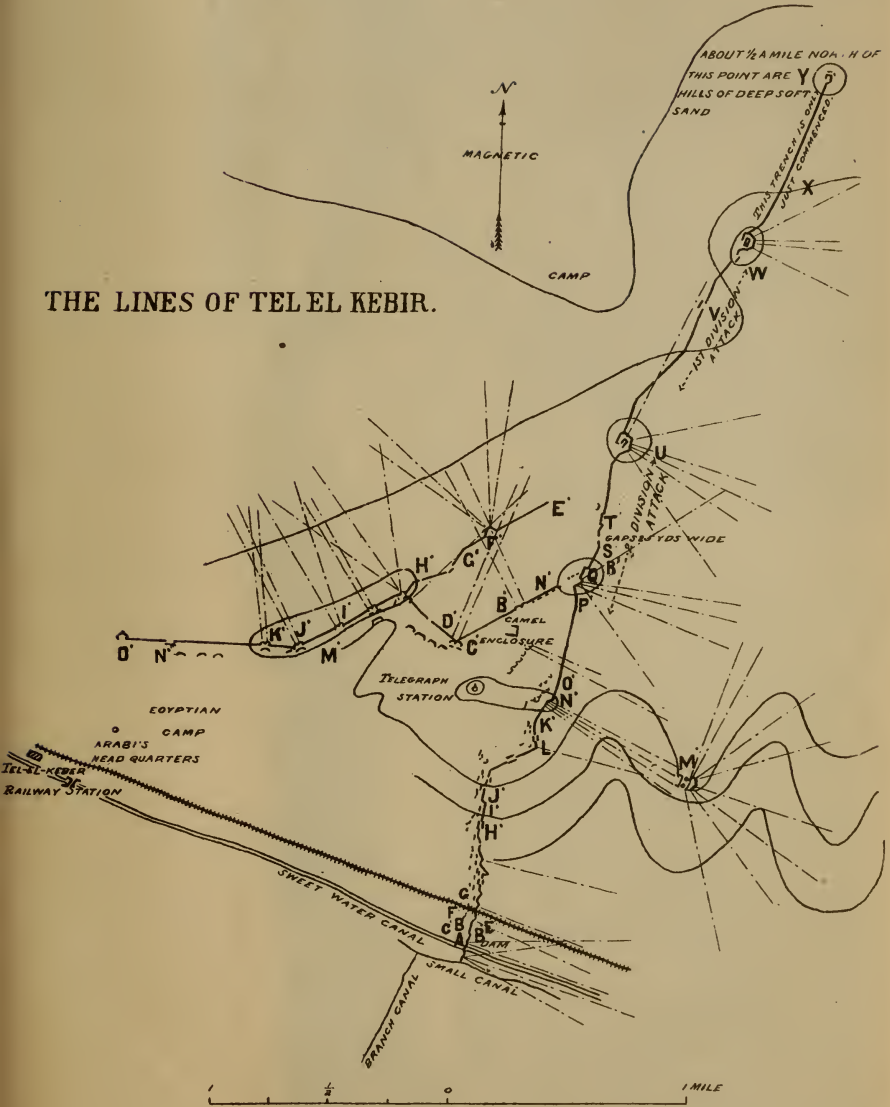 ABOUT ½ A MILE NORTH OF
THIS POINT ARE Y
HILLS OF DEEP SOFT
SAND
THIS TRENCH IS ONLY
JUST COMMENCED.
N
MAGNETIC
X
CAMP
W
THE LINES OF TEL EL KEBIR.
V
1ST DIVISION
ATTACK
U
DIVISION
ATTACK
E'
T
F'
S
GAPS 25 YDS WIDE
G'
R'
H'
Q
N'
P
I'
B'
D'
CAMEL
ENCLOSURE
C'
K'
J'
M'
O'
N'
TELEGRAPH
STATION
O'
N'
K'
L
M
EGYPTIAN
CAMP
ARABI'S
HEAD QUARTERS
TEL-EL-KEBER
RAILWAY STATION
J'
I'
H'
SWEET WATER CANAL
G
F
C
B
A
E
B
DAM
SMALL CANAL
BRANCH CANAL
1
½
0
1 MILE